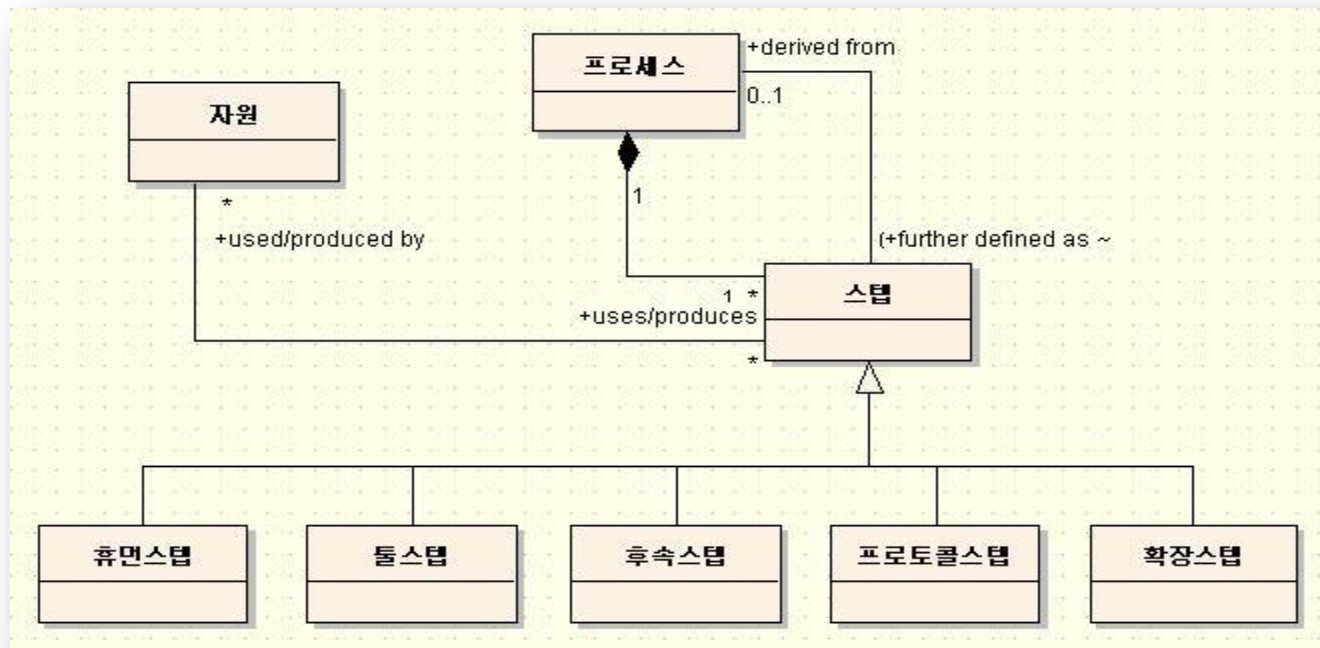 프로세스
+derived from
0..1
자원
*
+used/produced by
1
(+further defined as ~
스텝
1 *
+uses/produces
*
휴먼스텝
툴스텝
후속스텝
프로토콜스텝
확장스텝